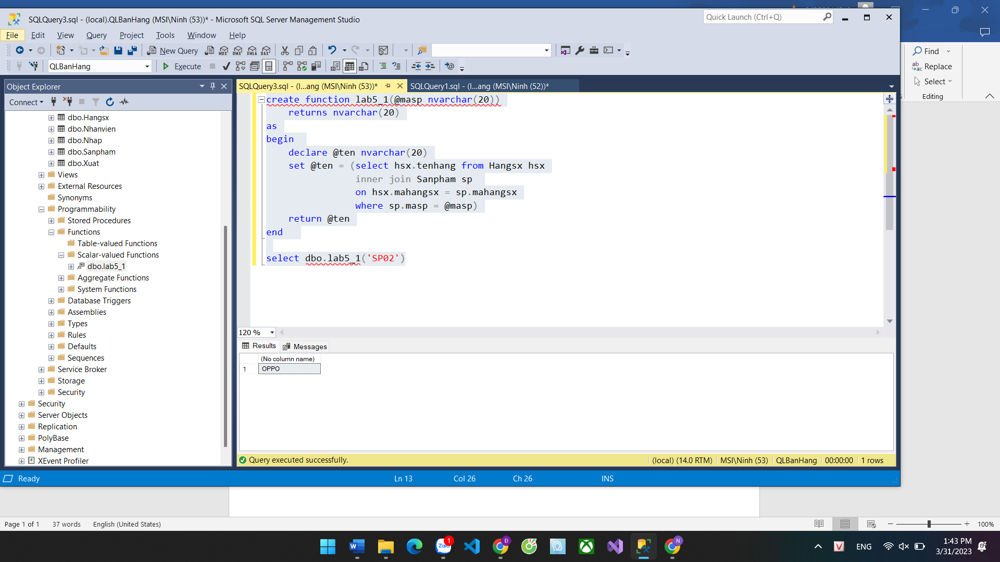 SQLQuery3.sql - (local).QLBanHang (MSI\Ninh (53))* - Microsoft SQL Server Management Studio
Quick Launch (Ctrl+Q)
File Edit View Query Project Tools Window Help
New Query
MDX DMX XMLA DAX
QLBanHang
Execute
Find
Replace
Select
Editing
Object Explorer
Connect
dbo.Hangsx
dbo.Nhanvien
dbo.Nhap
dbo.Sanpham
dbo.Xuat
Views
External Resources
Synonyms
Programmability
Stored Procedures
Functions
Table-valued Functions
Scalar-valued Functions
dbo.lab5_1
Aggregate Functions
System Functions
Database Triggers
Assemblies
Types
Rules
Defaults
Sequences
Service Broker
Storage
Security
Security
Server Objects
Replication
PolyBase
Management
XEvent Profiler
SQLQuery3.sql - (l...ang (MSI\Ninh (53))*
SQLQuery1.sql - (l...ang (MSI\Ninh (52))*
create function lab5_1(@masp nvarchar(20))
returns nvarchar(20)
as
begin
declare @ten nvarchar(20)
set @ten = (select hsx.tenhang from Hangsx hsx
inner join Sanpham sp
on hsx.mahangsx = sp.mahangsx
where sp.masp = @masp)
return @ten
end
select dbo.lab5_1('SP02')
120 %
Results
Messages
(No column name)
1 OPPO
Query executed successfully.
(local) (14.0 RTM) MSI\Ninh (53) QLBanHang 00:00:00 1 rows
Ready
Ln 13 Col 26 Ch 26 INS
Page 1 of 1 37 words English (United States)
100%
Zalo 1
ENG
1:43 PM
3/31/2023